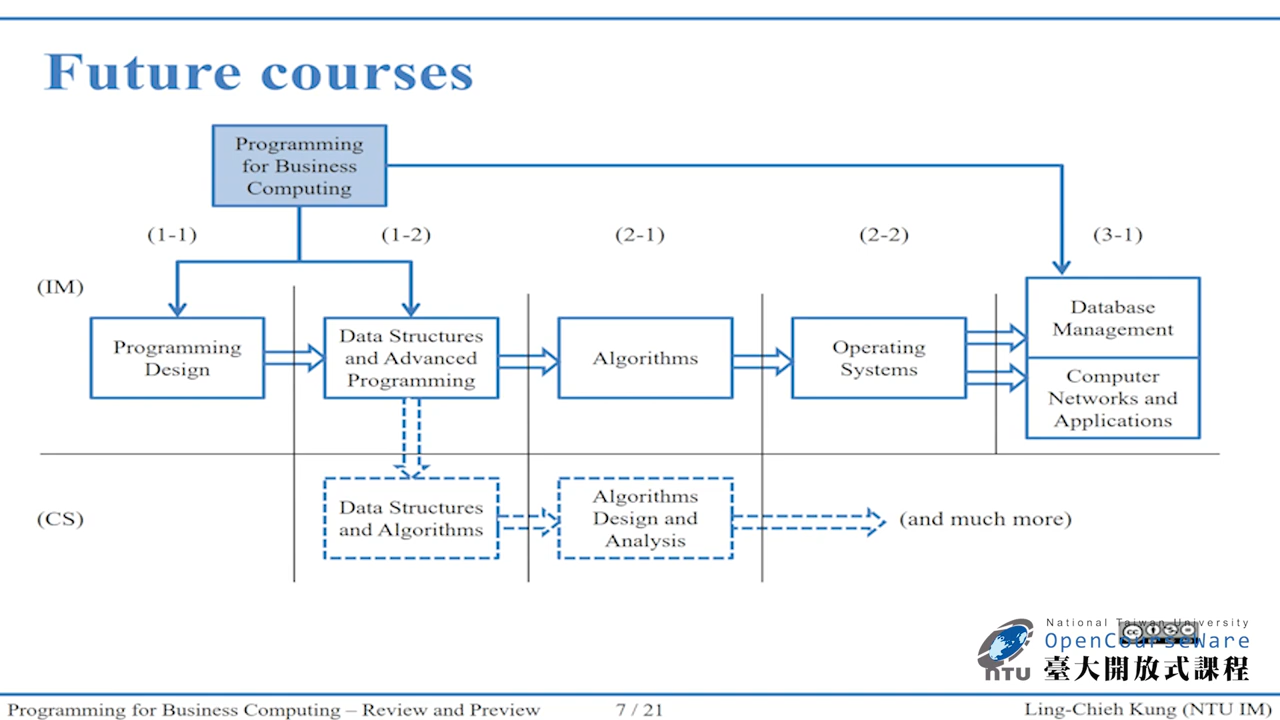 Future courses
Programming
for Business
Computing
(1-1)
(1-2)
(2-1)
(2-2)
(3-1)
(IM)
Programming
Design
Data Structures
and Advanced
Programming
Algorithms
Operating
Systems
Database
Management
Computer
Networks and
Applications
(CS)
Data Structures
and Algorithms
Algorithms
Design and
Analysis
(and much more)
National Taiwan University
OpenCourseWare
臺大開放式課程
NTU
Programming for Business Computing – Review and Preview
7 / 21
Ling-Chieh Kung (NTU IM)